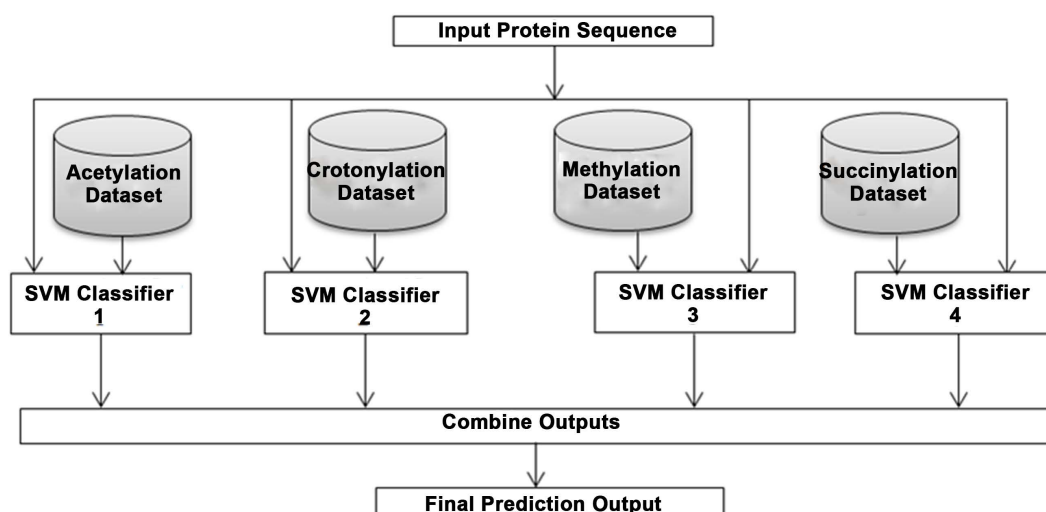 Input Protein Sequence
Acetylation
Dataset
Crotonylation
Dataset
Methylation
Dataset
Succinylation
Dataset
SVM Classifier
1
SVM Classifier
2
SVM Classifier
3
SVM Classifier
4
Combine Outputs
Final Prediction Output